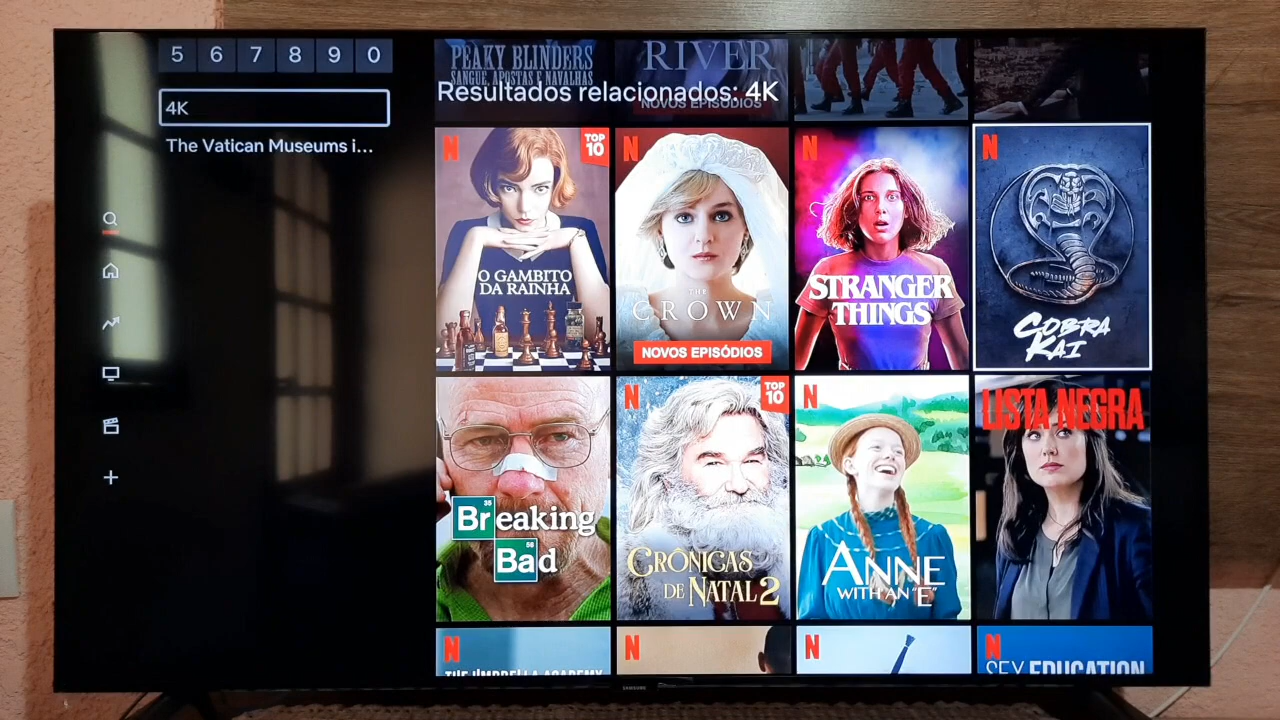 5 6 7 8 9 0
4K
The Vatican Museums i...
PEAKY BLINDERS
SANGUE, APOSTAS E NAVALHAS
RIVER
Resultados relacionados: 4K
NOVOS EPISÓDIOS
N
TOP
10
O GAMBITO
DA RAINHA
N
THE
CROWN
NOVOS EPISÓDIOS
N
STRANGER
THINGS
N
COBRA
KAI
35
Breaking
56
Bad
N
TOP
10
CRÔNICAS
DE NATAL 2
N
ANNE
WITH AN "E"
LISTA NEGRA
N
THE UMBRELLA ACADEMY
N
N
N
SEX EDUCATION
SAMSUNG